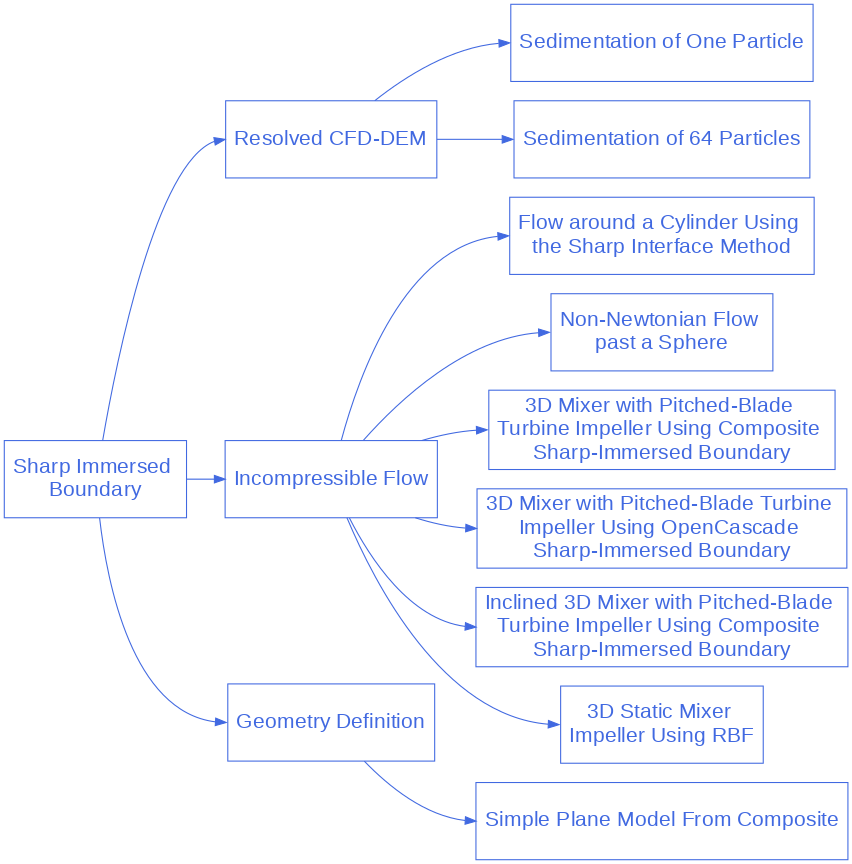 Sedimentation of One Particle
Resolved CFD-DEM
Sedimentation of 64 Particles
Flow around a Cylinder Using
the Sharp Interface Method
Non-Newtonian Flow
past a Sphere
3D Mixer with Pitched-Blade
Turbine Impeller Using Composite
Sharp-Immersed Boundary
Sharp Immersed
Boundary
Incompressible Flow
3D Mixer with Pitched-Blade Turbine
Impeller Using OpenCascade
Sharp-Immersed Boundary
Inclined 3D Mixer with Pitched-Blade
Turbine Impeller Using Composite
Sharp-Immersed Boundary
Geometry Definition
3D Static Mixer
Impeller Using RBF
Simple Plane Model From Composite